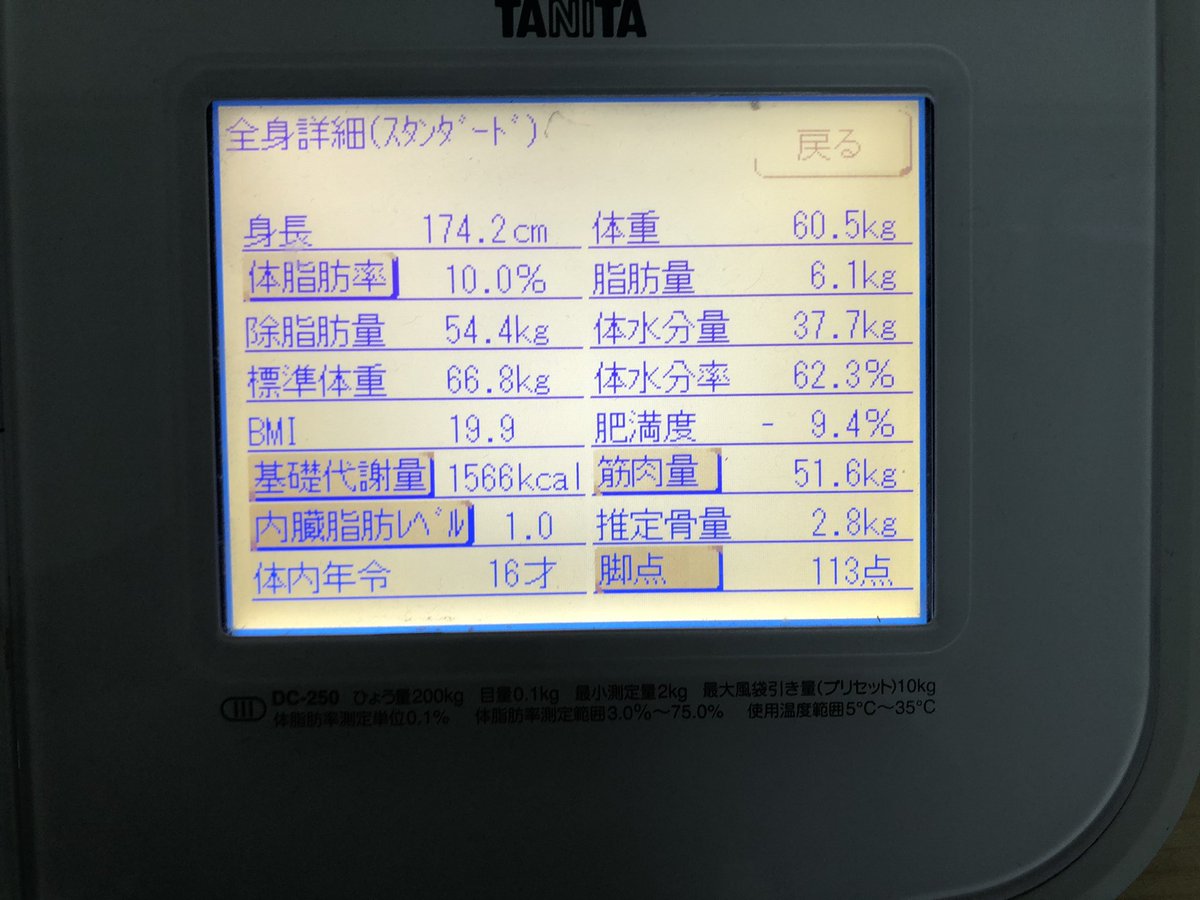 TANITA
全身詳細(ｽﾀﾝﾀﾞｰﾄﾞ)
戻る
身長 174.2cm 体重 60.5kg
体脂肪率 10.0% 脂肪量 6.1kg
除脂肪量 54.4kg 体水分量 37.7kg
標準体重 66.8kg 体水分率 62.3%
BMI 19.9 肥満度 - 9.4%
基礎代謝量 1566kcal 筋肉量 51.6kg
内臓脂肪ﾚﾍﾞﾙ 1.0 推定骨量 2.8kg
体内年令 16才 脚点 113点
DC-250 ひょう量200kg 目量0.1kg 最小測定量2kg 最大風袋引き量(プリセット)10kg
体脂肪率測定単位0.1% 体脂肪率測定範囲3.0%～75.0% 使用温度範囲5℃～35℃